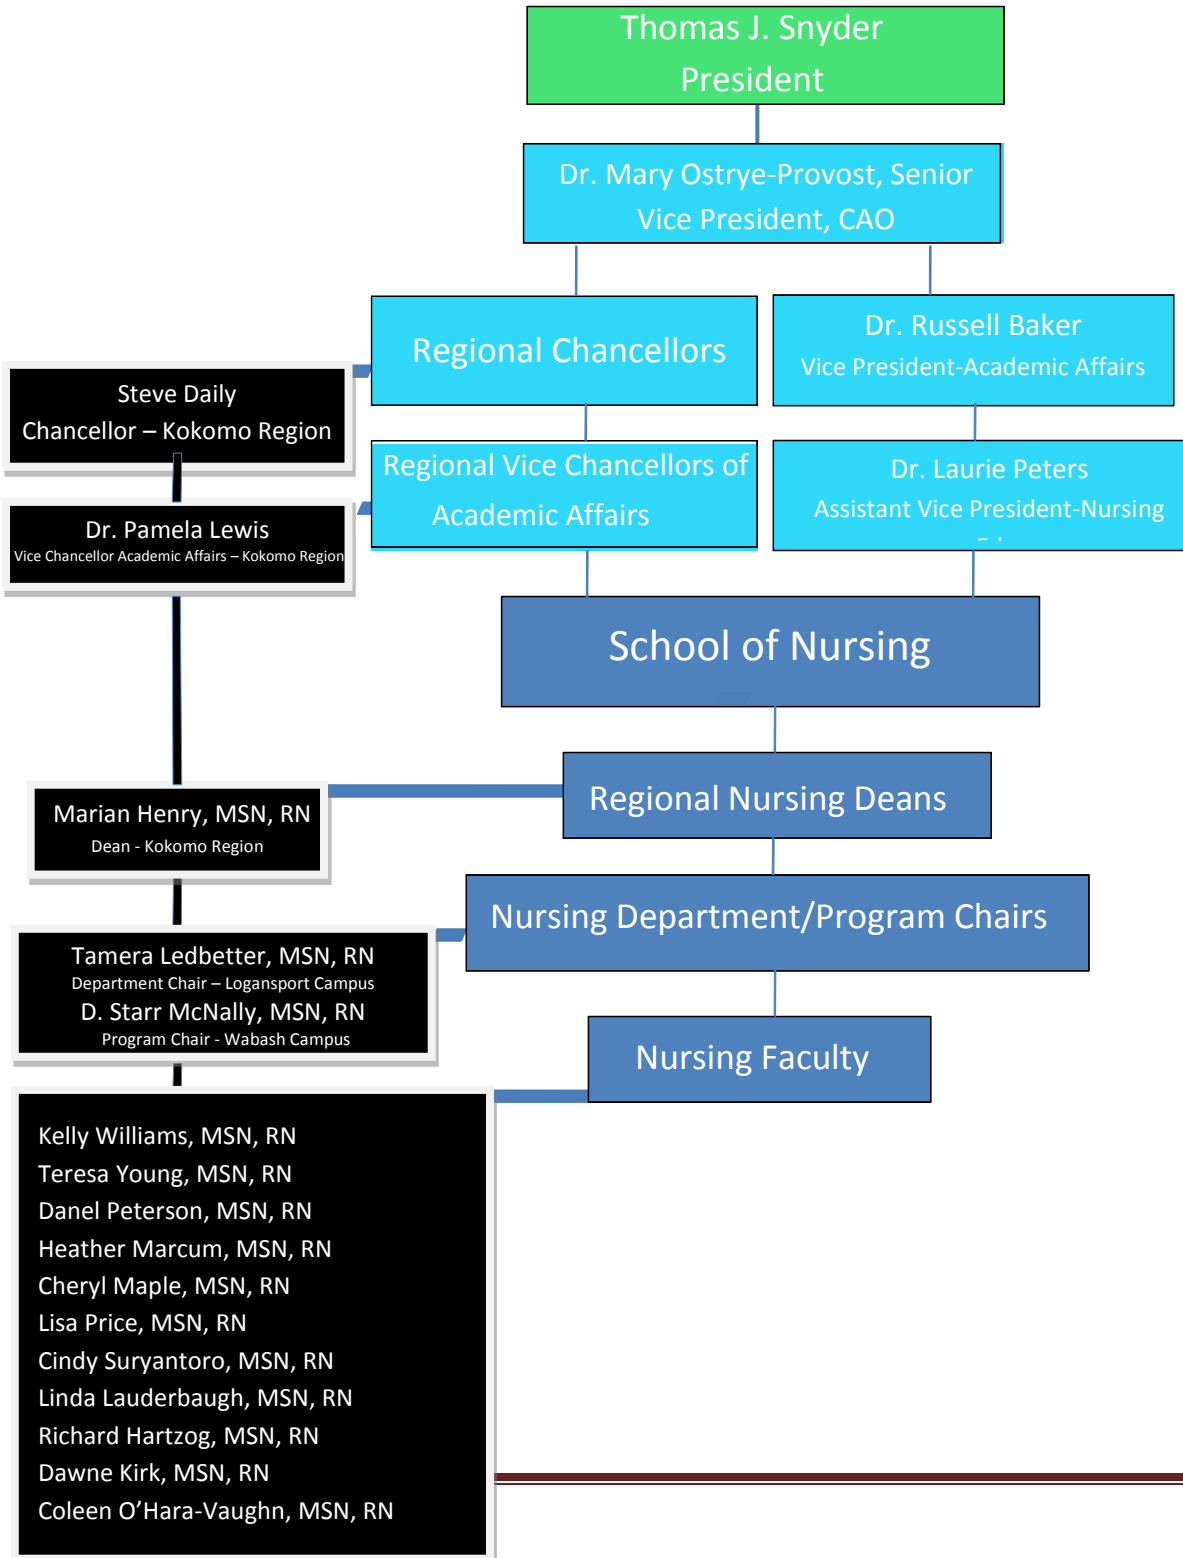 Thomas J. Snyder
President
Dr. Mary Ostrye-Provost, Senior
Vice President, CAO
Regional Chancellors
Dr. Russell Baker
Vice President-Academic Affairs
Steve Daily
Chancellor – Kokomo Region
Regional Vice Chancellors of
Academic Affairs
Dr. Laurie Peters
Assistant Vice President-Nursing
Dr. Pamela Lewis
Vice Chancellor Academic Affairs – Kokomo Region
School of Nursing
Regional Nursing Deans
Marian Henry, MSN, RN
Dean - Kokomo Region
Nursing Department/Program Chairs
Tamera Ledbetter, MSN, RN
Department Chair – Logansport Campus
D. Starr McNally, MSN, RN
Program Chair - Wabash Campus
Nursing Faculty
Kelly Williams, MSN, RN
Teresa Young, MSN, RN
Danel Peterson, MSN, RN
Heather Marcum, MSN, RN
Cheryl Maple, MSN, RN
Lisa Price, MSN, RN
Cindy Suryantoro, MSN, RN
Linda Lauderbaugh, MSN, RN
Richard Hartzog, MSN, RN
Dawne Kirk, MSN, RN
Coleen O’Hara-Vaughn, MSN, RN